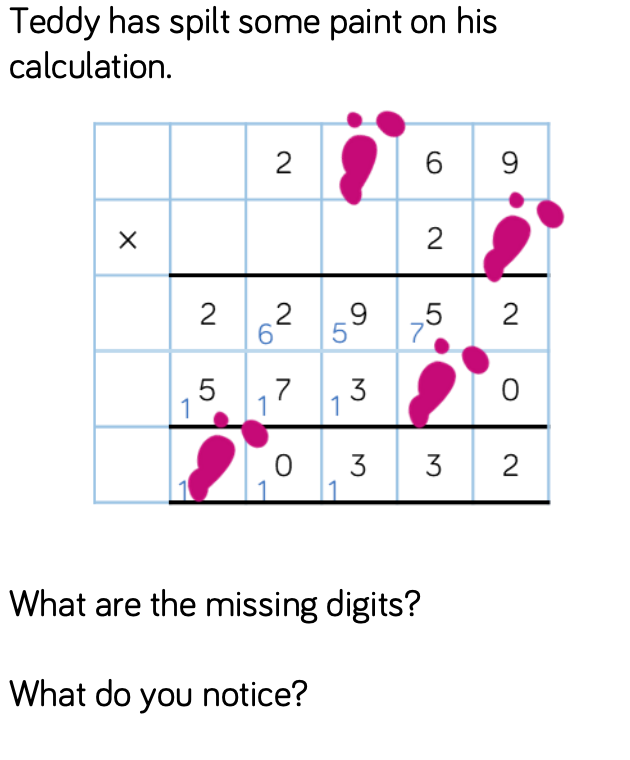 Teddy has spilt some paint on his
calculation.
2 6 9
× 2
2 6 2 5 9 7 5 2
1 5 1 7 1 3 0
1 1 0 1 3 3 2
What are the missing digits?
What do you notice?